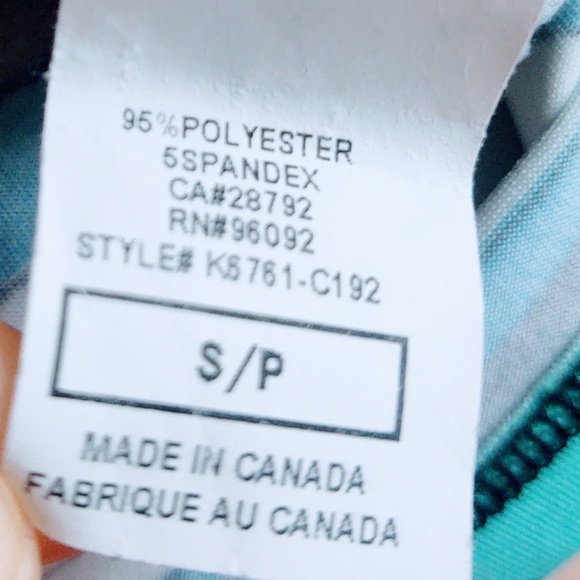 95%POLYESTER
5SPANDEX
CA#28792
RN#96092
STYLE# K6761-C192
S/P
MADE IN CANADA
FABRIQUE AU CANADA